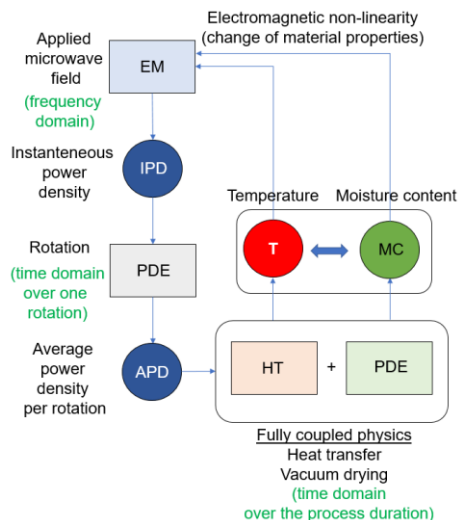 Electromagnetic non-linearity
(change of material properties)
Applied
microwave
field
(frequency
domain)
EM
Instantaneous
power
density
IPD
Temperature
Moisture content
T
MC
Rotation
(time domain
over one
rotation)
PDE
Average
power
density
per rotation
APD
HT
+
PDE
Fully coupled physics
Heat transfer
Vacuum drying
(time domain
over the process duration)